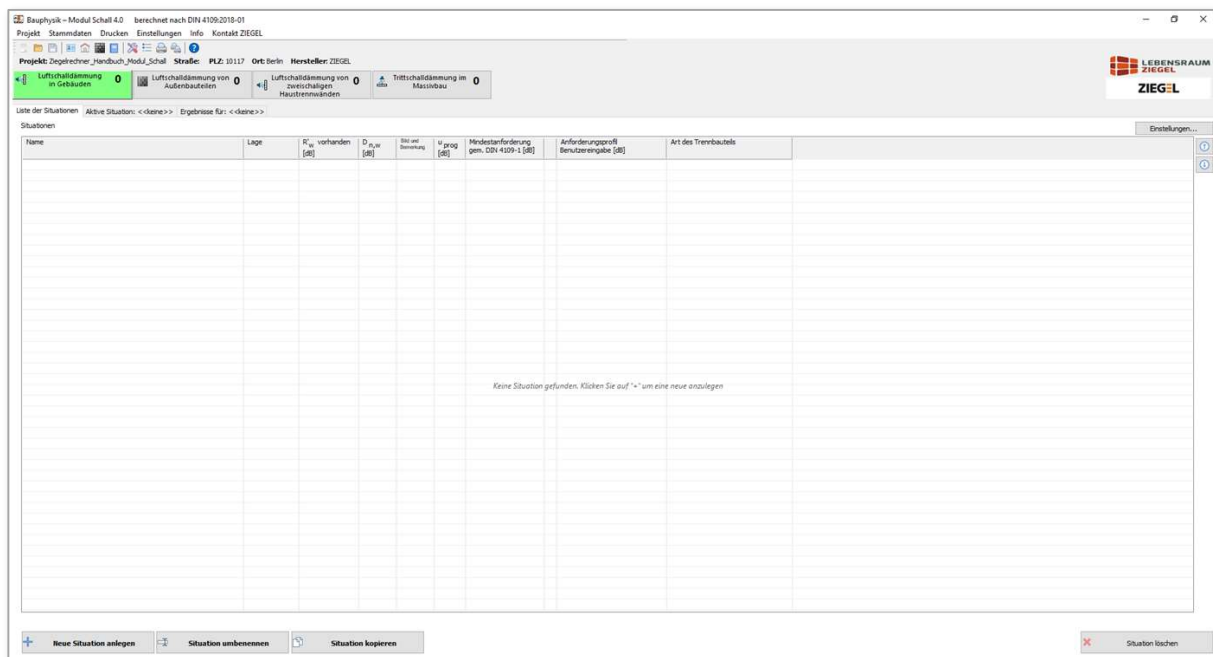 Bauphysik – Modul Schall 4.0 berechnet nach DIN 4109:2018-01
Projekt Stammdaten Drucken Einstellungen Info Kontakt ZIEGEL
Projekt: Ziegelrechner_Handbuch_Modul_Schall Straße: PLZ: 10117 Ort: Berlin Hersteller: ZIEGEL
LEBENSRAUM
ZIEGEL
ZIEGEL
Luftschalldämmung in Gebäuden 0
Luftschalldämmung von Außenbauteilen 0
Luftschalldämmung von zweischaligen Haustrennwänden 0
Trittschalldämmung im Massivbau 0
Liste der Situationen Aktive Situation: <<keine>> Ergebnisse für: <<keine>>
Situationen
Einstellungen...
Name
Lage
R'w vorhanden [dB]
D n,w [dB]
Bild und Bemerkung
u prog [dB]
Mindestanforderung gem. DIN 4109-1 [dB]
Anforderungsprofil Benutzereingabe [dB]
Art des Trennbauteils
Keine Situation gefunden. Klicken Sie auf "+" um eine neue anzulegen
Neue Situation anlegen Situation umbenennen Situation kopieren Situation löschen